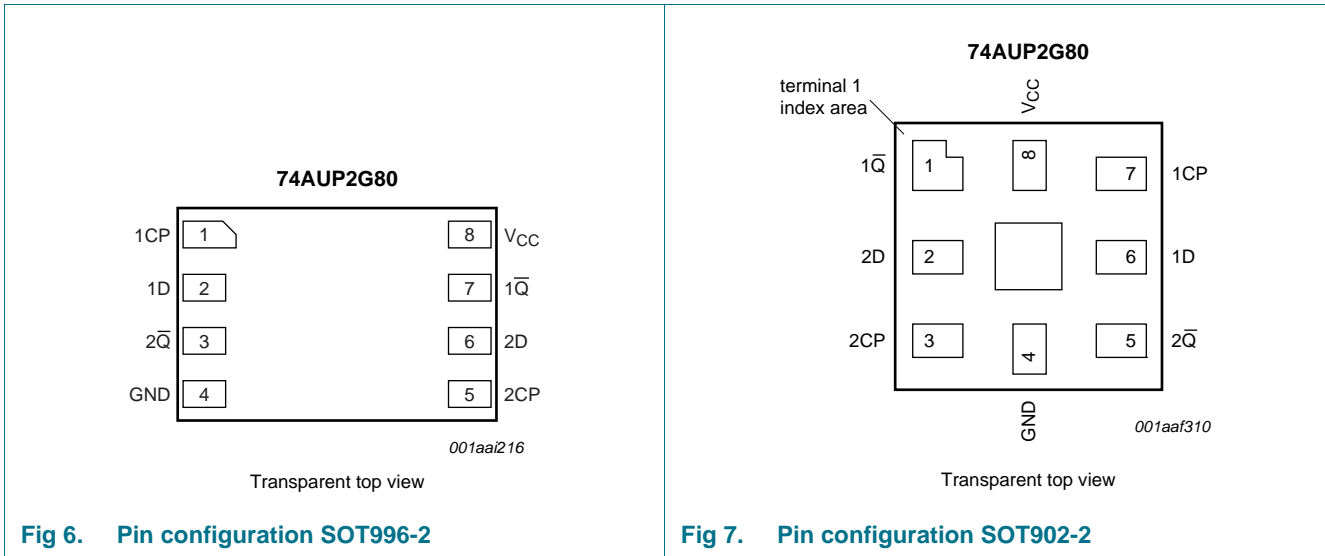 74AUP2G80
1CP 1 8 VCC
1D 2 7 1Q̅
2Q̅ 3 6 2D
GND 4 5 2CP
001aai216
Transparent top view
Fig 6. Pin configuration SOT996-2
74AUP2G80
terminal 1
index area
VCC
1Q̅ 1 8 7 1CP
2D 2 6 1D
2CP 3 4 5 2Q̅
GND
001aaf310
Transparent top view
Fig 7. Pin configuration SOT902-2